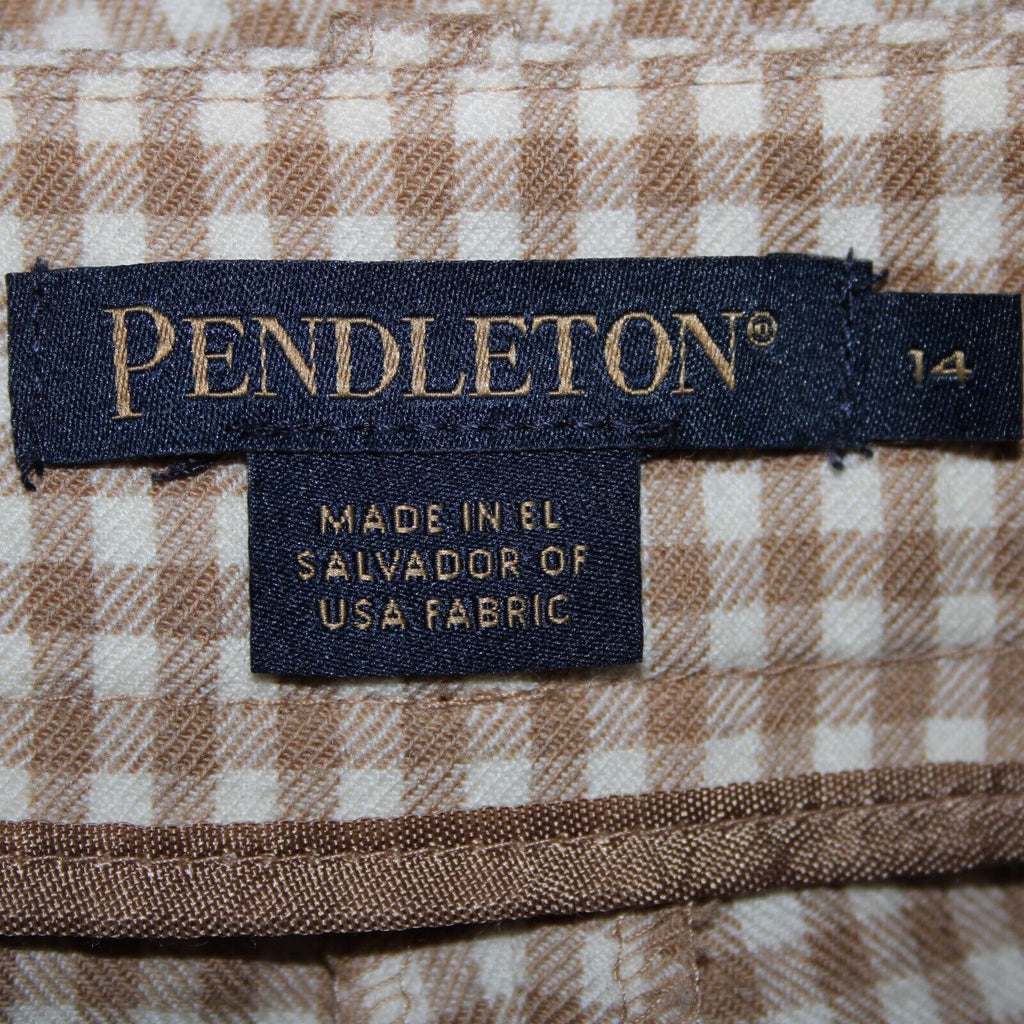 PENDLETON®
14
MADE IN EL
SALVADOR OF
USA FABRIC